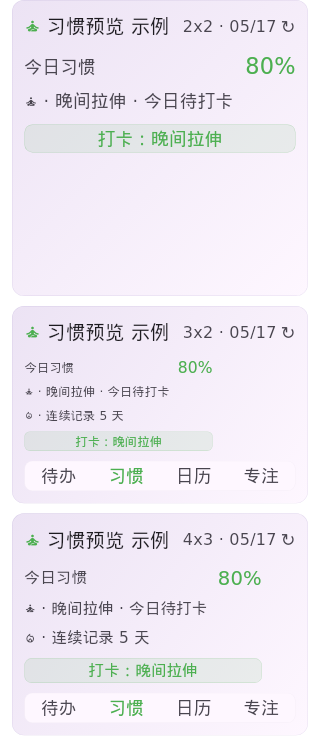 习惯预览 示例 2x2 · 05/17 ↻
今日习惯 80%
· 晚间拉伸 · 今日待打卡
打卡：晚间拉伸
习惯预览 示例 3x2 · 05/17 ↻
今日习惯 80%
· 晚间拉伸 · 今日待打卡
· 连续记录 5 天
打卡：晚间拉伸
待办 习惯 日历 专注
习惯预览 示例 4x3 · 05/17 ↻
今日习惯 80%
· 晚间拉伸 · 今日待打卡
· 连续记录 5 天
打卡：晚间拉伸
待办 习惯 日历 专注